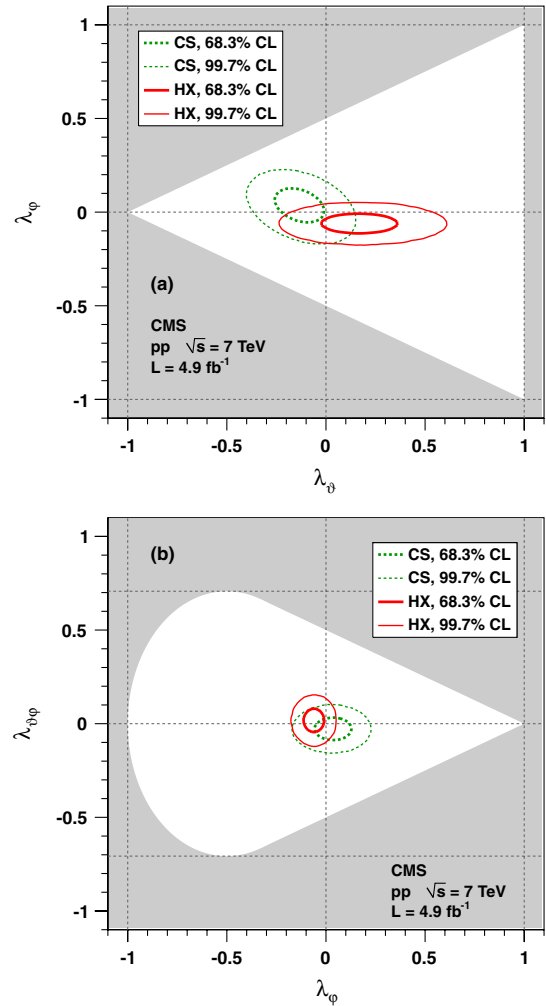 1
0.5
0
-0.5
-1
λφ
CS, 68.3% CL
CS, 99.7% CL
HX, 68.3% CL
HX, 99.7% CL
(a)
CMS
pp √s = 7 TeV
L = 4.9 fb⁻¹
-1 -0.5 0 0.5 1
λϑ
1
0.5
0
-0.5
-1
λϑφ
(b)
CS, 68.3% CL
CS, 99.7% CL
HX, 68.3% CL
HX, 99.7% CL
CMS
pp √s = 7 TeV
L = 4.9 fb⁻¹
-1 -0.5 0 0.5 1
λφ